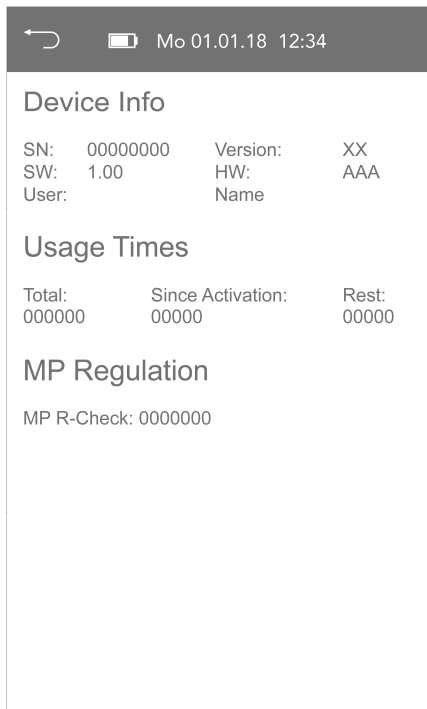 Mo 01.01.18 12:34
Device Info
SN: 00000000 Version: XX
SW: 1.00 HW: AAA
User: Name
Usage Times
Total: Since Activation: Rest:
000000 00000 00000
MP Regulation
MP R-Check: 0000000